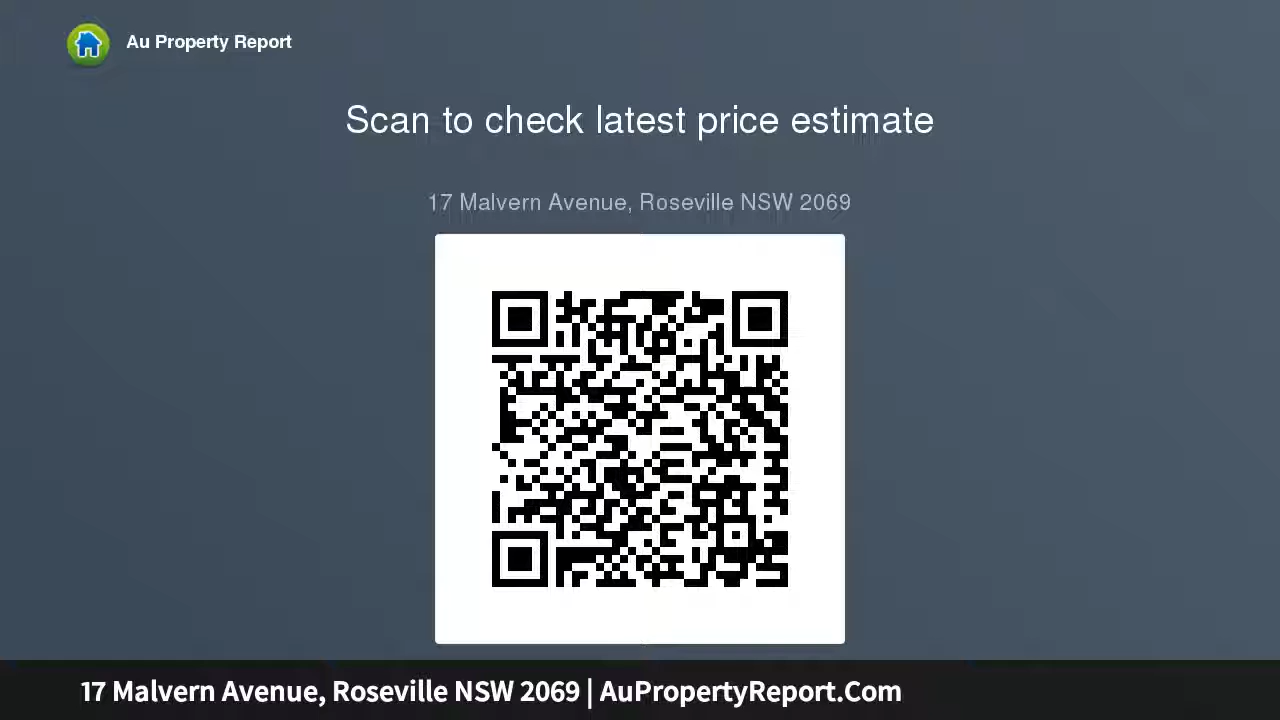 Au Property Report
Scan to check latest price estimate
17 Malvern Avenue, Roseville NSW 2069
17 Malvern Avenue, Roseville NSW 2069 | AuPropertyReport.Com